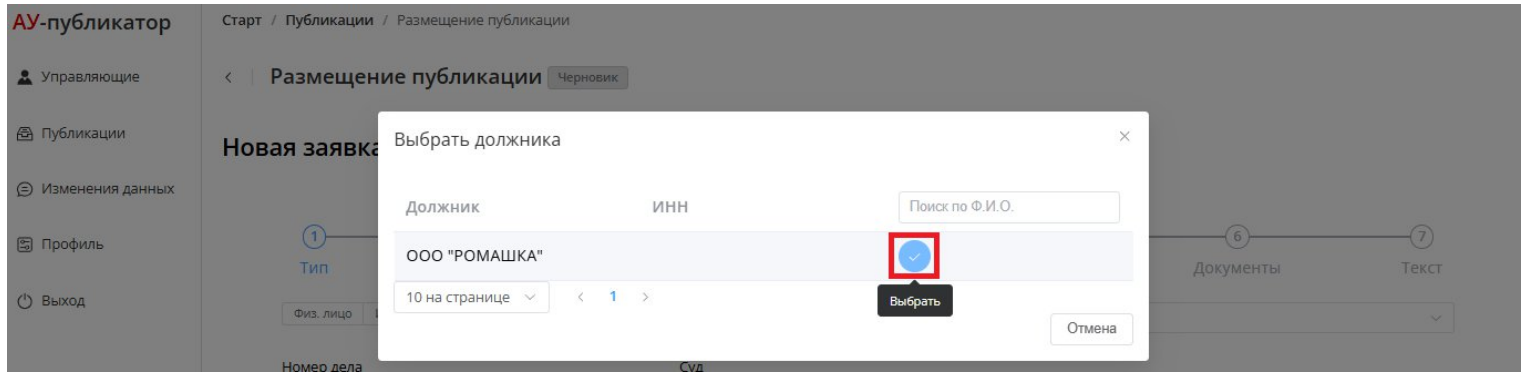 АУ-публикатор
Старт / Публикации / Размещение публикации
Управляющие
Размещение публикации Черновик
Публикации
Новая заявка
Выбрать должника
Изменения данных
Должник ИНН Поиск по Ф.И.О.
Профиль
1 6 7
ООО "РОМАШКА"
Тип Документы Текст
Выход
10 на странице < 1 >
Выбрать
Физ. лицо
Отмена
Номер дела Суд